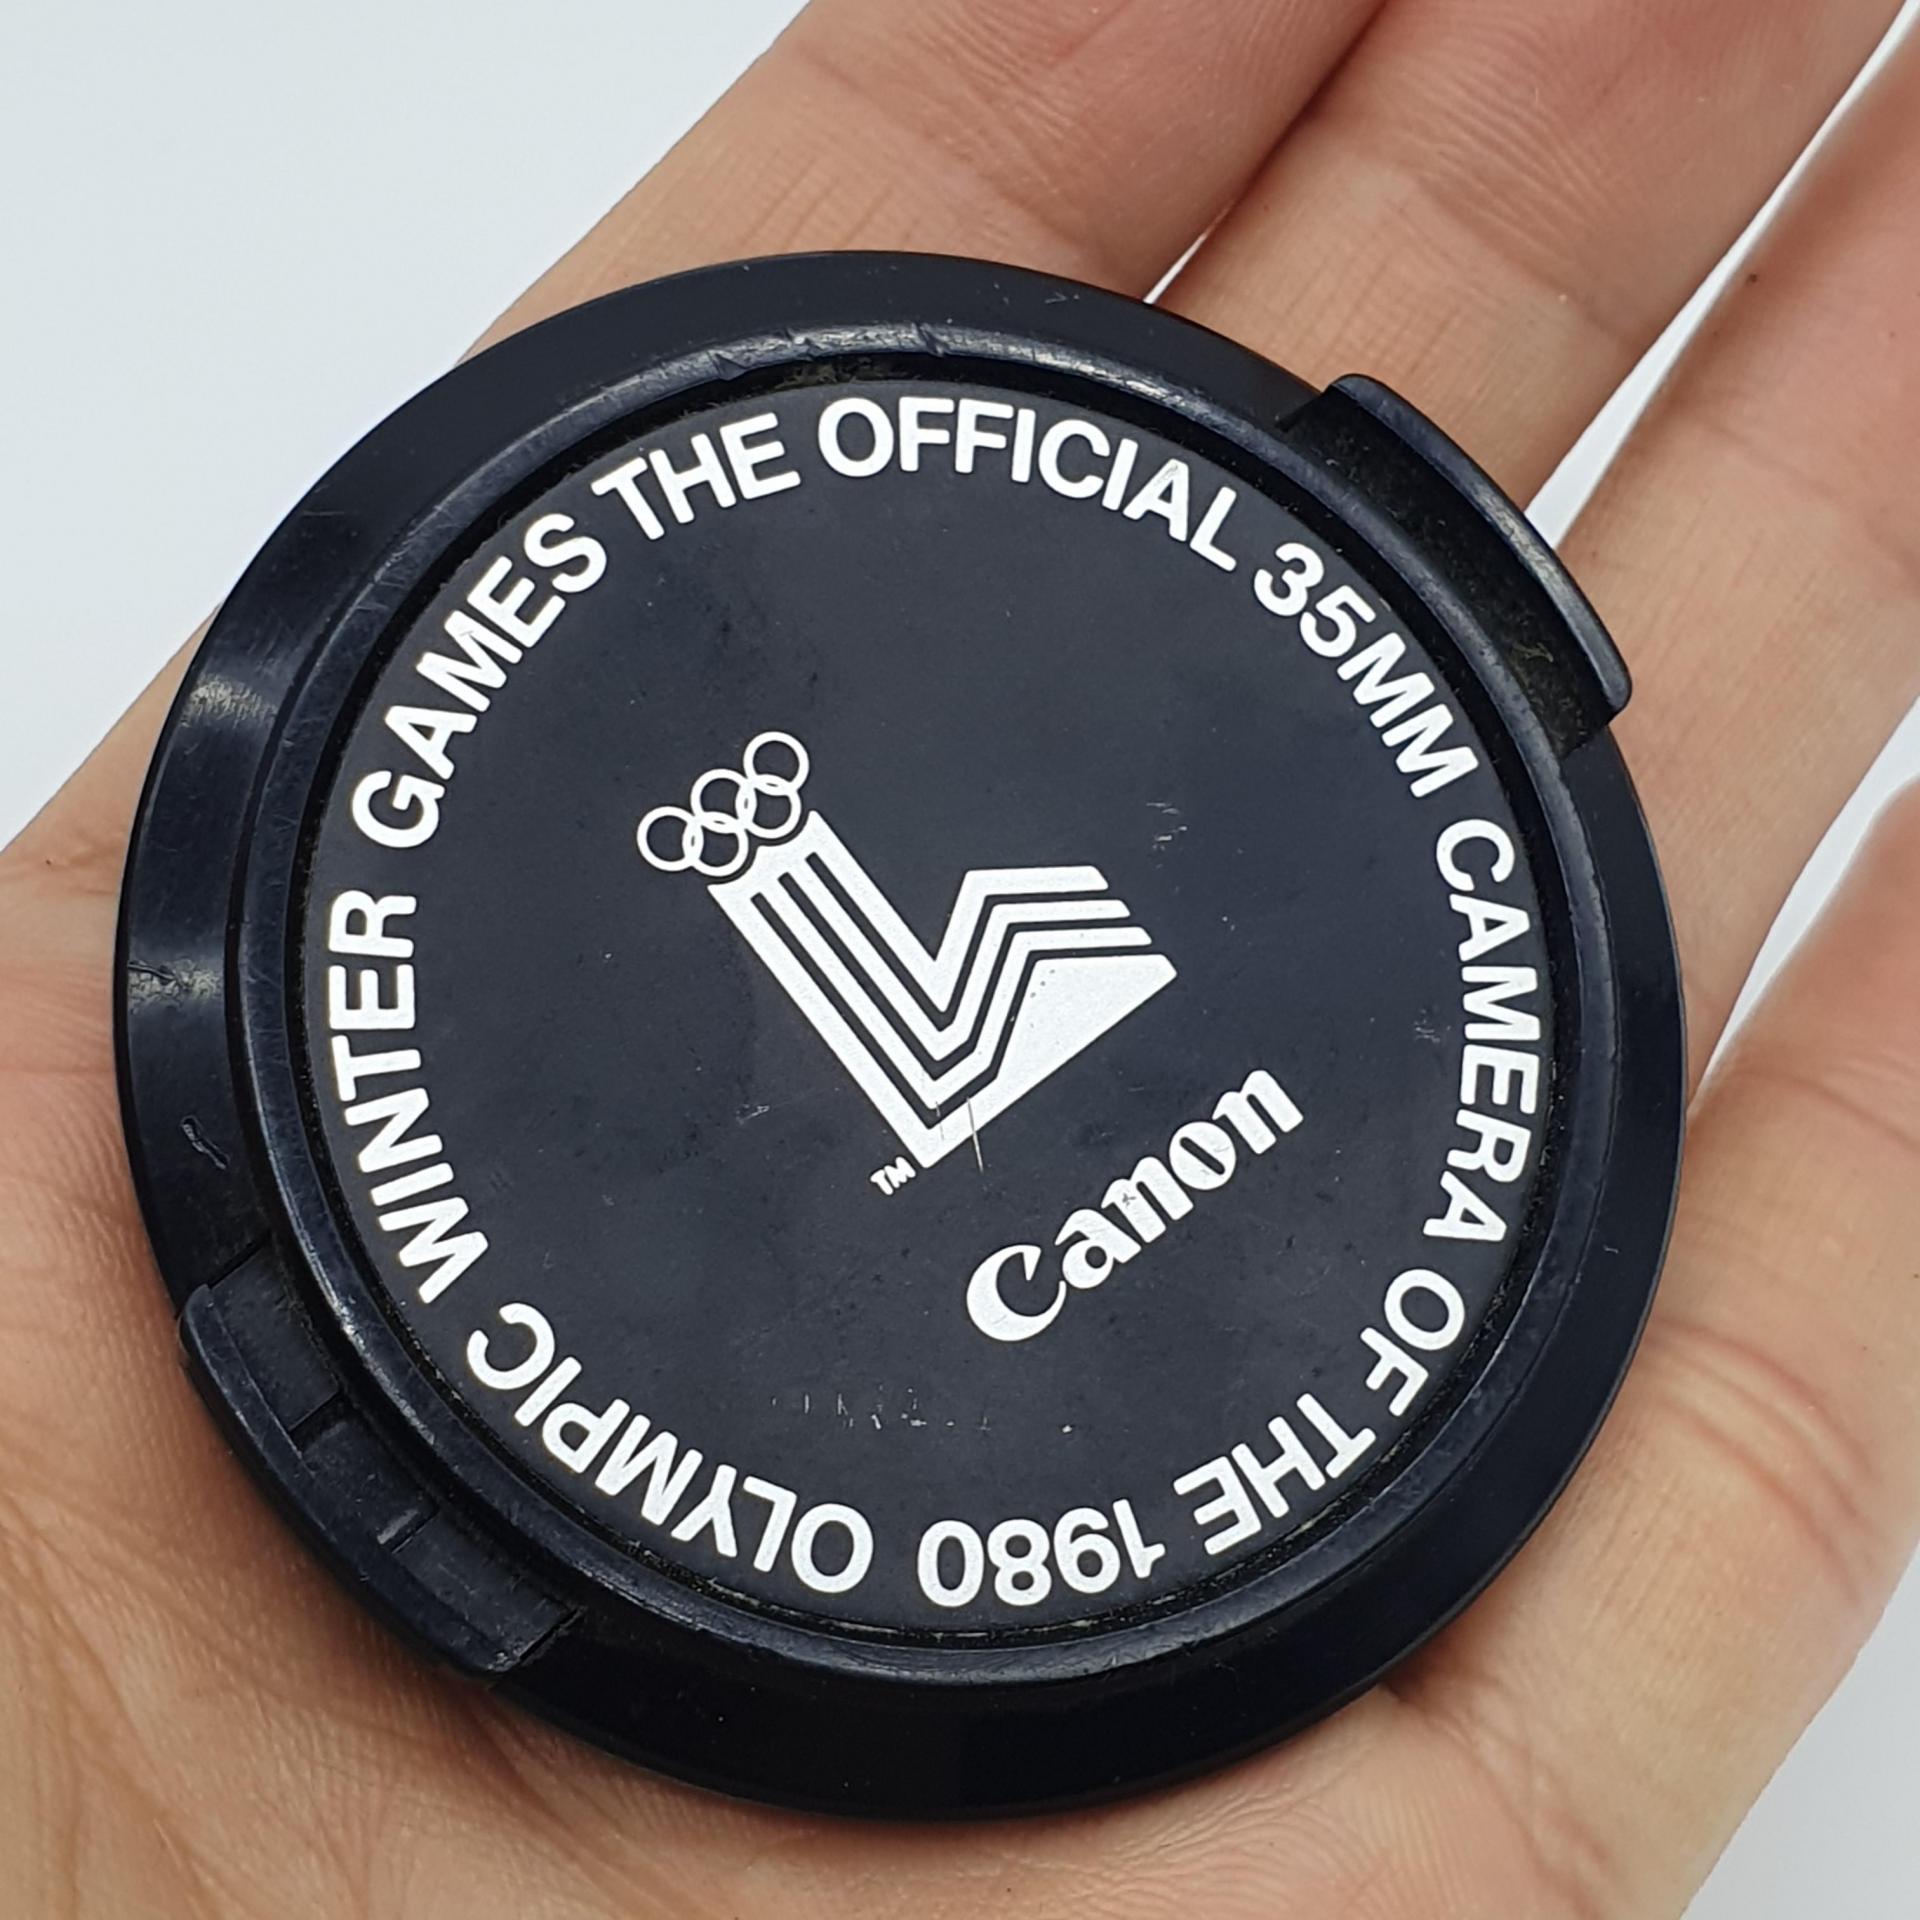 THE OFFICIAL 35MM CAMERA OF THE 1980 OLYMPIC WINTER GAMES
TM
Canon